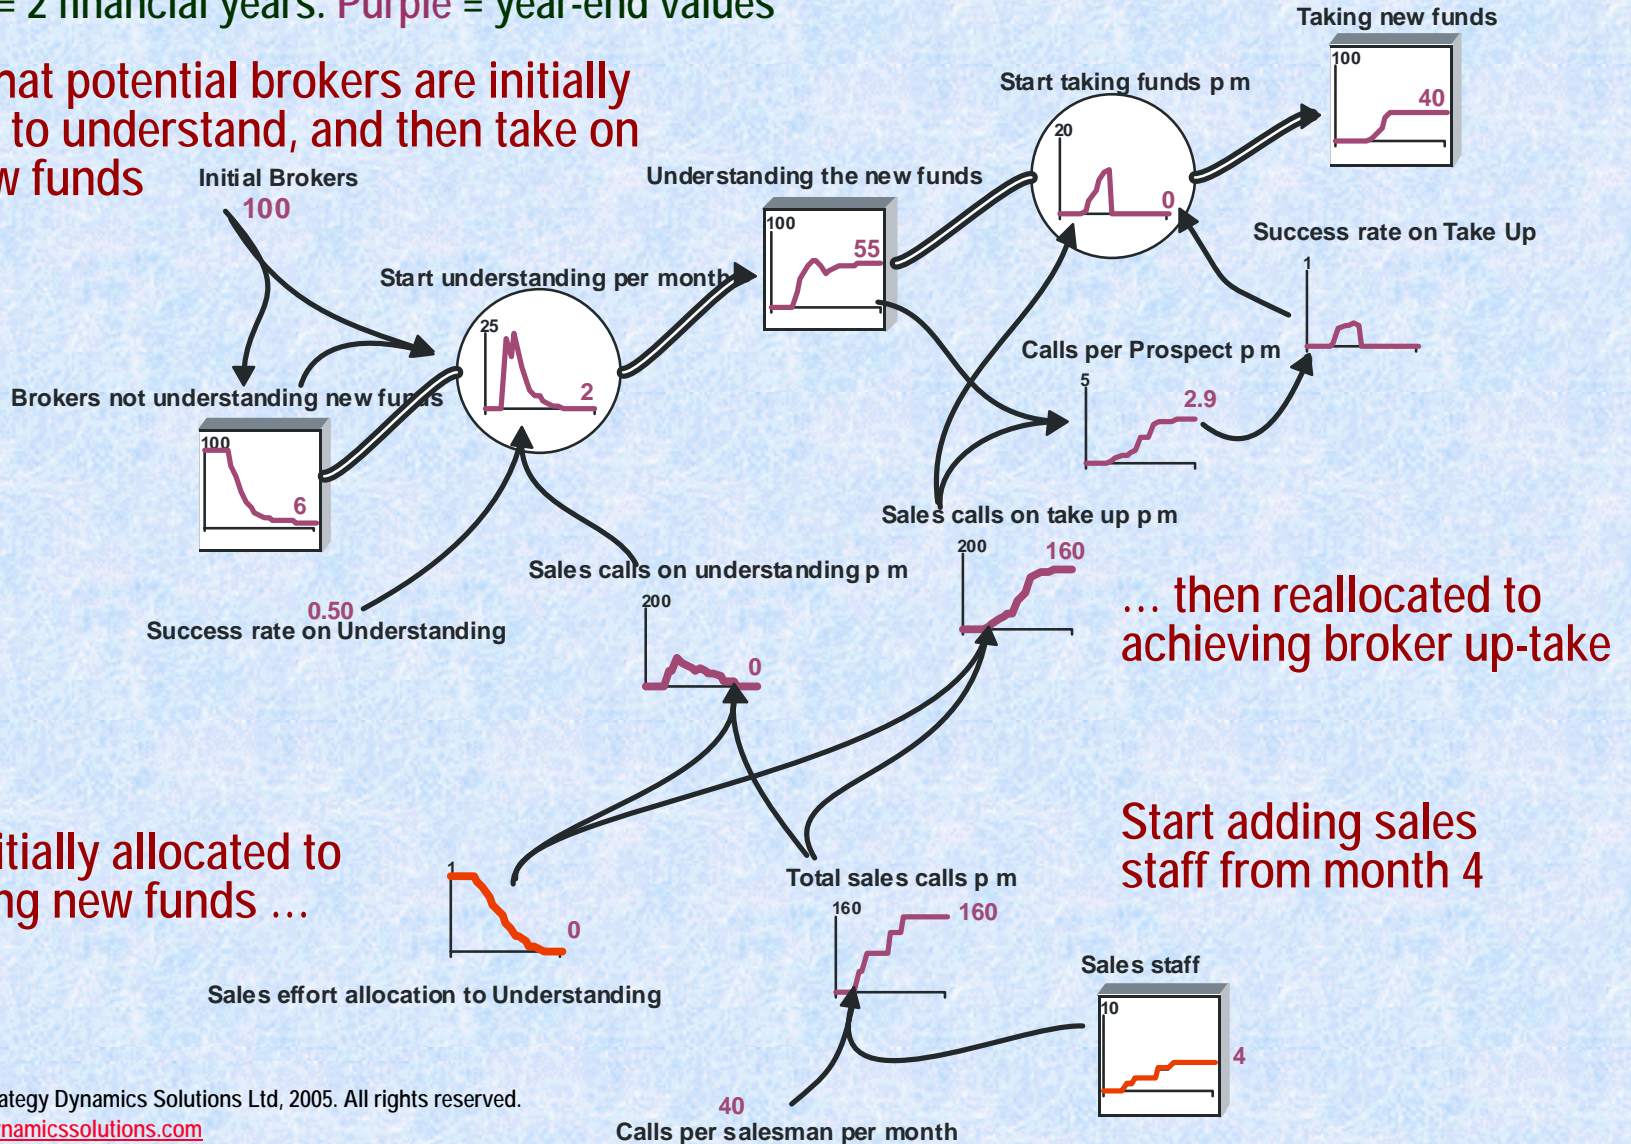 = 2 financial years. Purple = year-end values
Taking new funds
100
40
hat potential brokers are initially
to understand, and then take on
w funds
Start taking funds p m
20
0
Initial Brokers
100
Understanding the new funds
100
55
Success rate on Take Up
1
Start understanding per month
25
2
Calls per Prospect p m
5
2.9
Brokers not understanding new funds
100
6
Sales calls on take up p m
200
160
Sales calls on understanding p m
200
0
0.50
Success rate on Understanding
... then reallocated to
achieving broker up-take
itially allocated to
ng new funds ...
1
0
Sales effort allocation to Understanding
Total sales calls p m
160
160
Start adding sales
staff from month 4
Sales staff
10
4
ategy Dynamics Solutions Ltd, 2005. All rights reserved.
namicssolutions.com
40
Calls per salesman per month